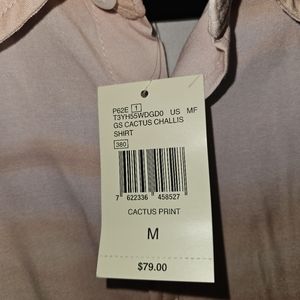 P62E 1
T3YH55WDGD0 US MF
GS CACTUS CHALLIS
SHIRT
380
7 622336 458527
CACTUS PRINT
M
$79.00